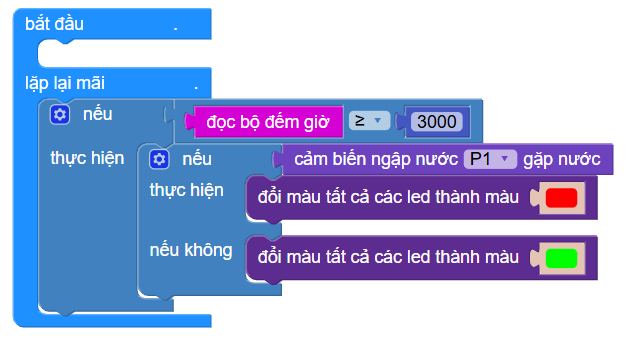 bắt đầu .
lặp lại mãi .
nếu đọc bộ đếm giờ ≥ 3000
thực hiện nếu cảm biến ngập nước P1 gặp nước
thực hiện đổi màu tất cả các led thành màu
nếu không đổi màu tất cả các led thành màu